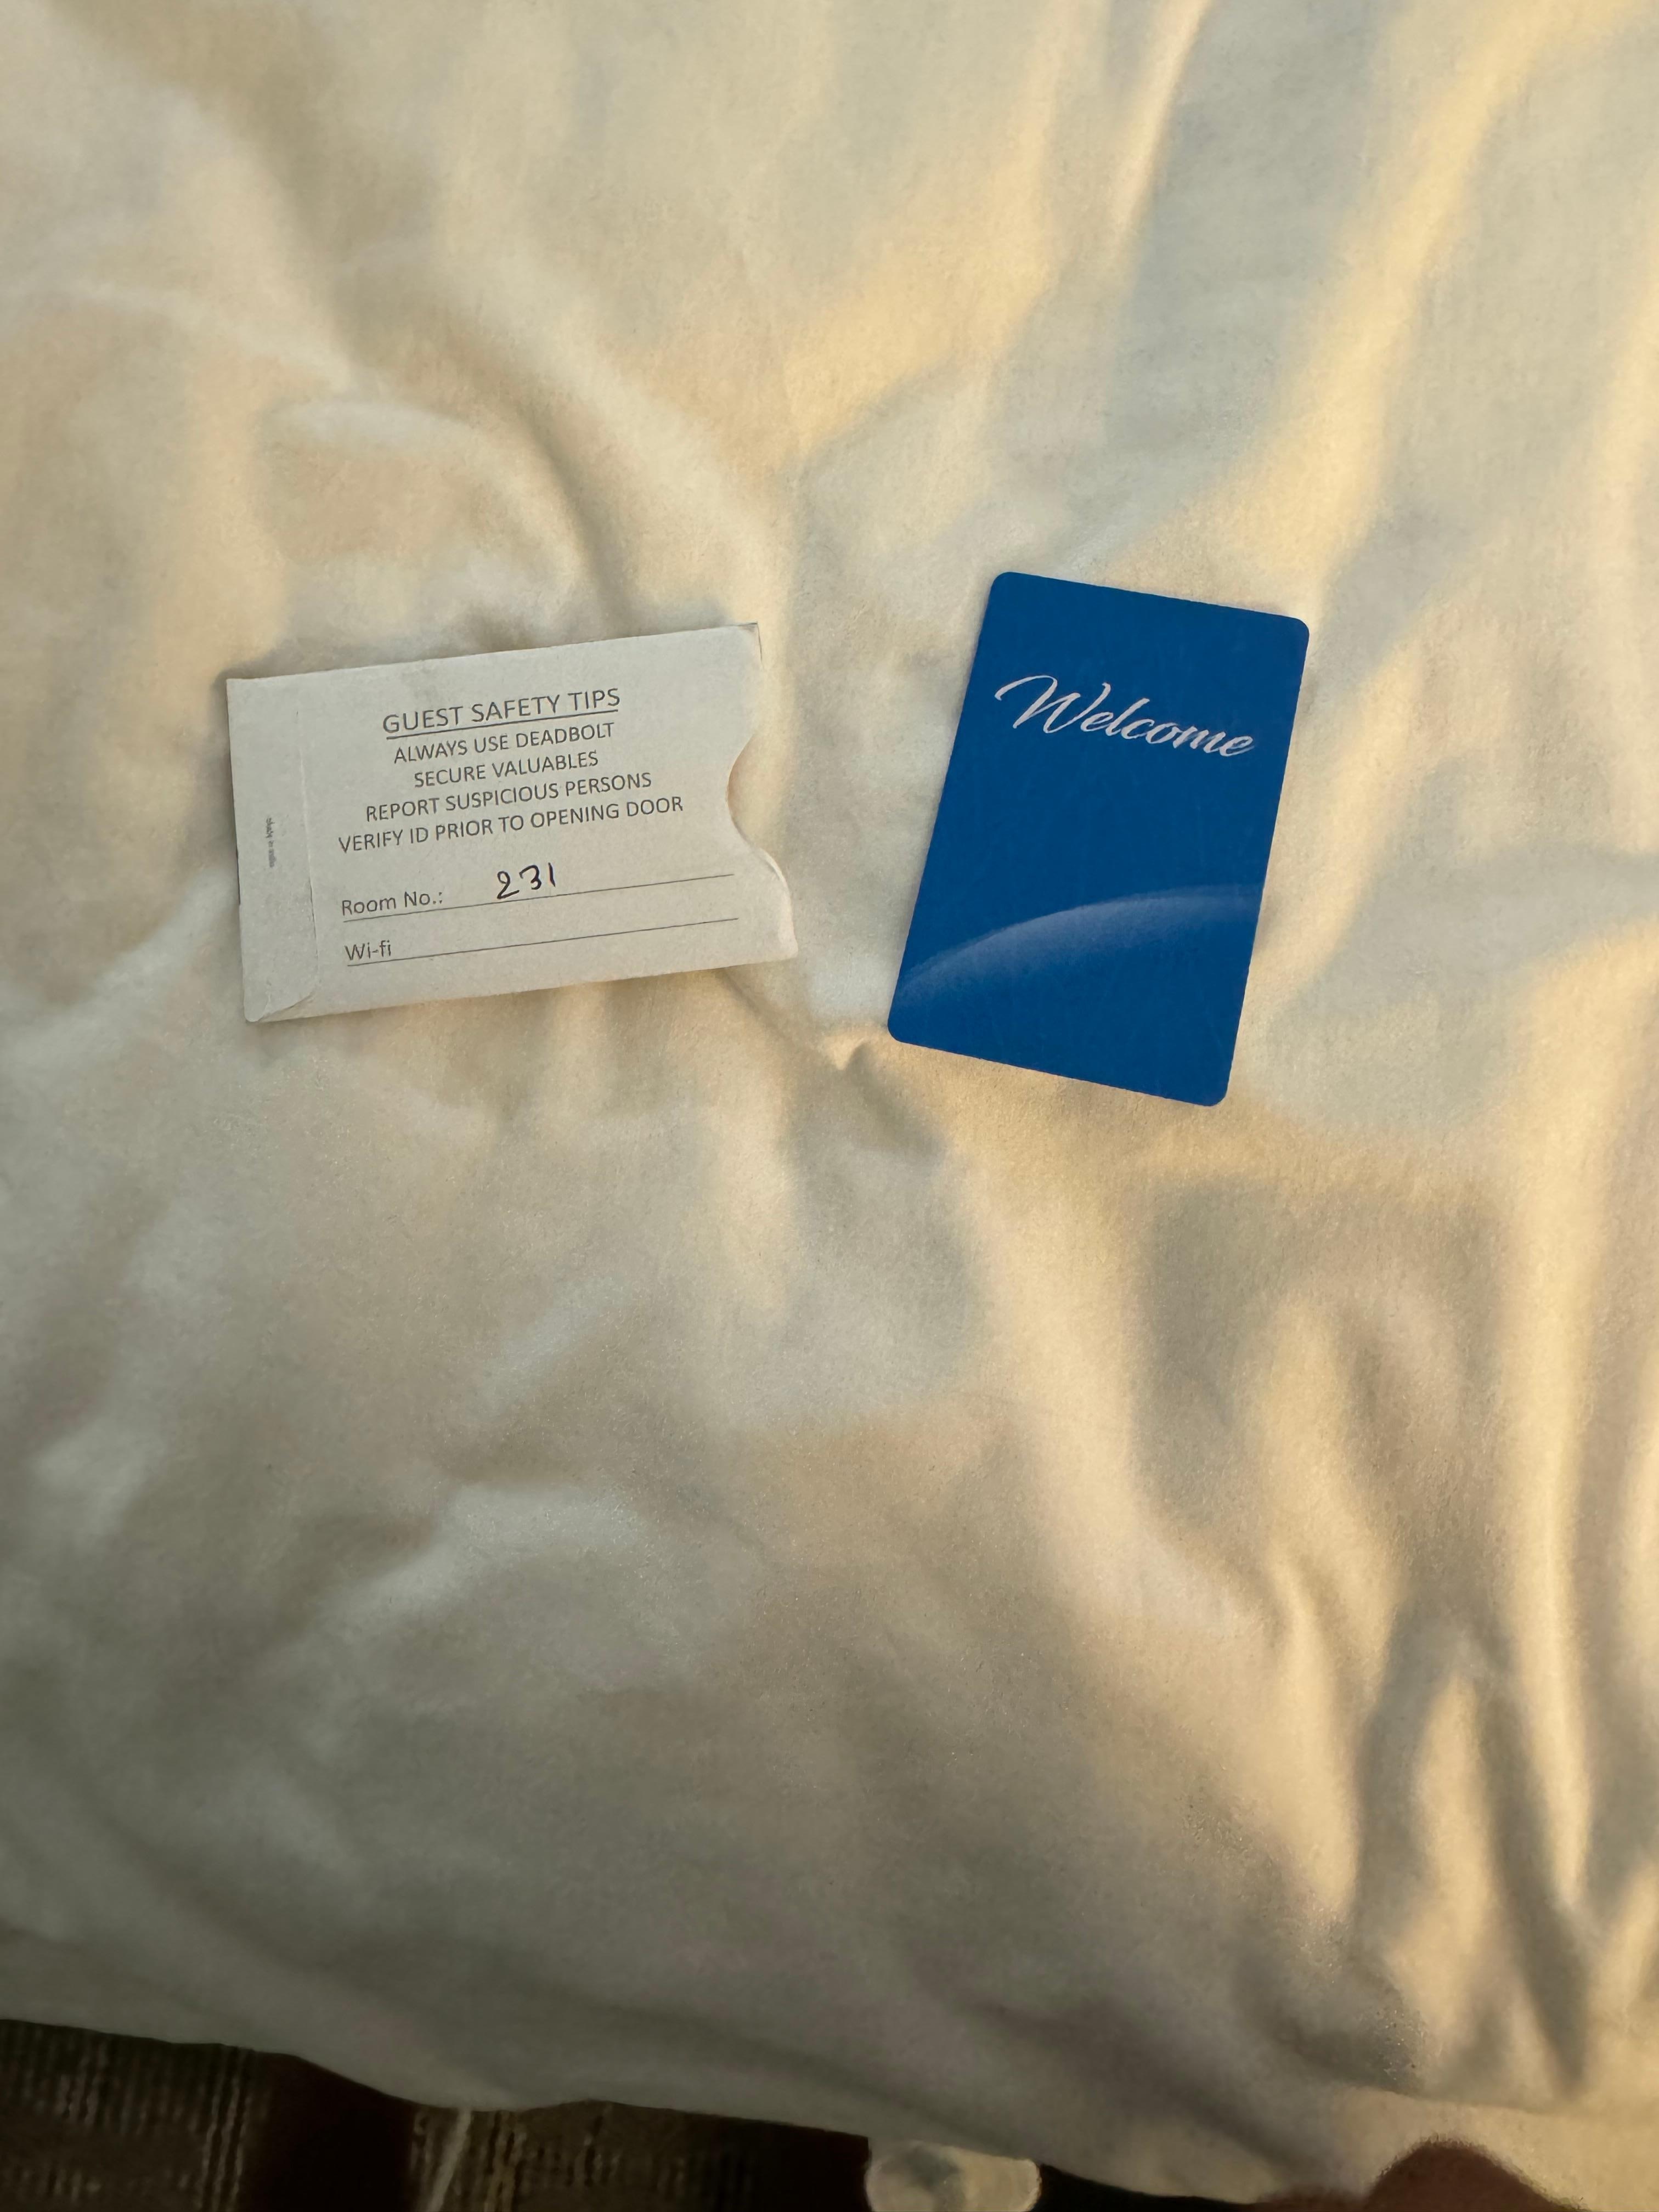 GUEST SAFETY TIPS
ALWAYS USE DEADBOLT
SECURE VALUABLES
REPORT SUSPICIOUS PERSONS
VERIFY ID PRIOR TO OPENING DOOR
Room No.: 231
Wi-fi
Welcome